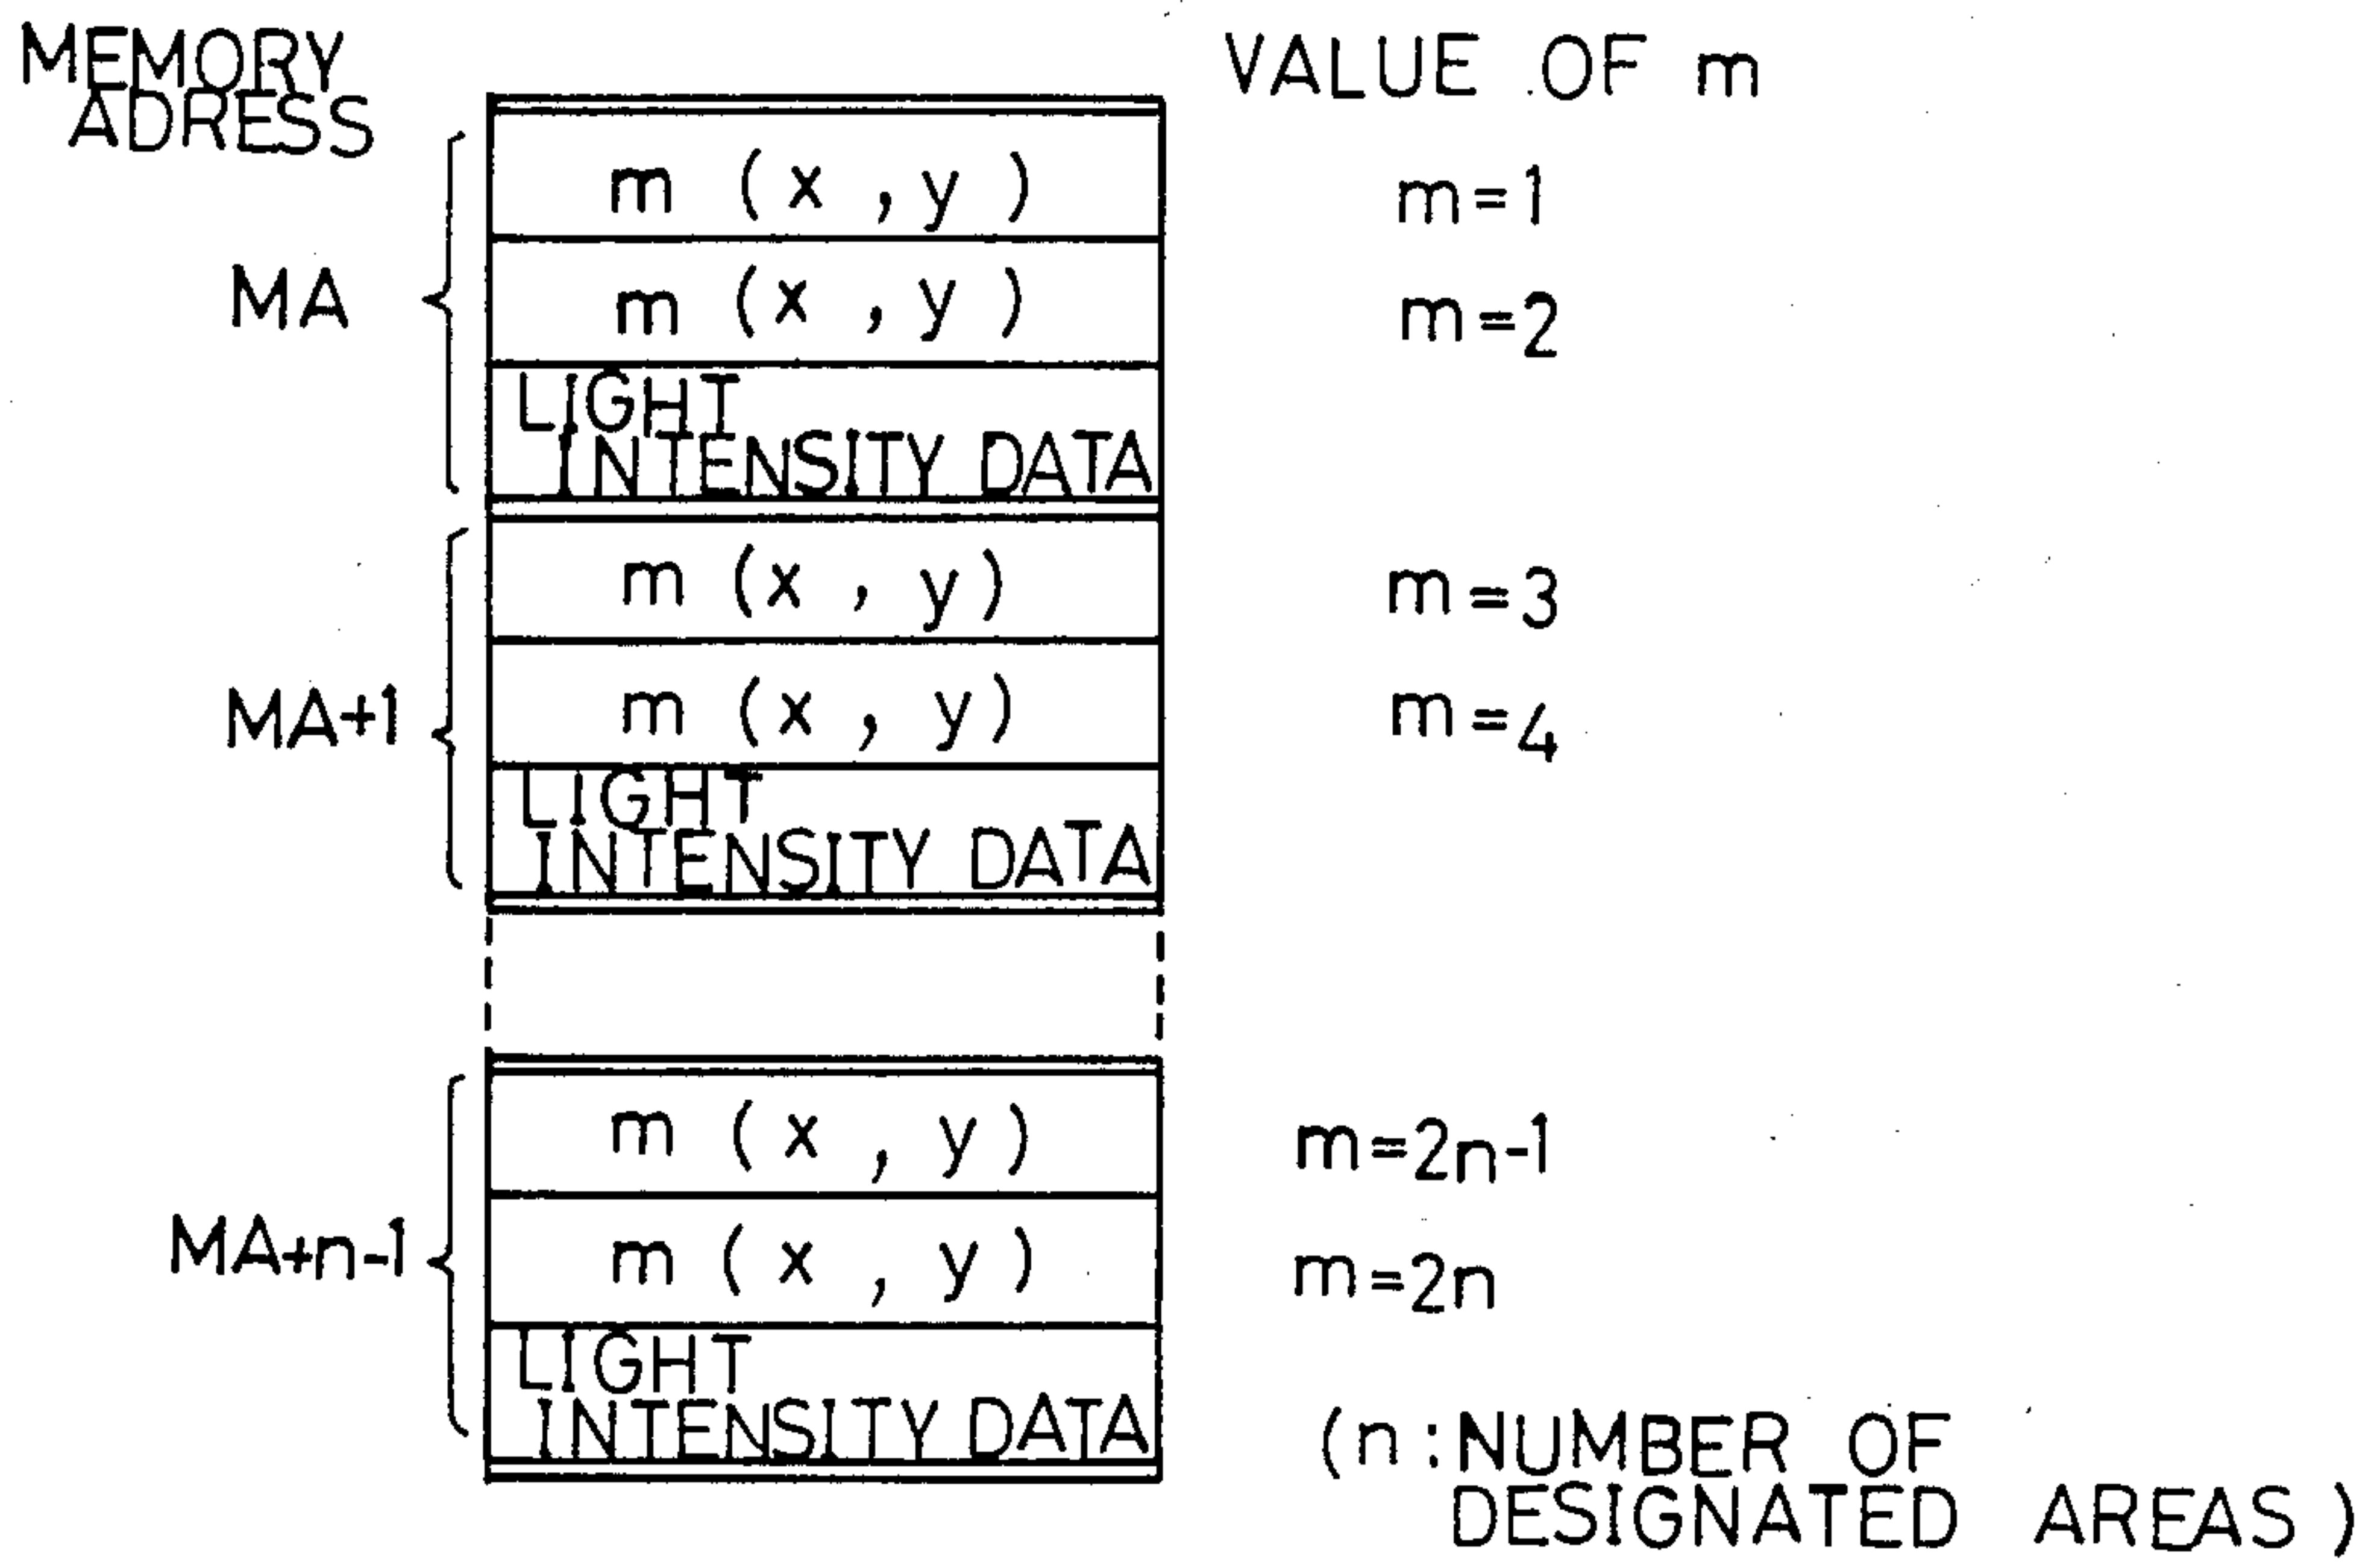 MEMORY
ADRESS
VALUE OF m
m (x, y)
m=1
MA
m (x, y)
m=2
LIGHT
INTENSITY DATA
m (x, y)
m=3
MA+1
m (x, y)
m=4
LIGHT
INTENSITY DATA
m (x, y)
m=2n-1
MA+n-1
m (x, y)
m=2n
LIGHT
INTENSITY DATA
(n:NUMBER OF
DESIGNATED AREAS)